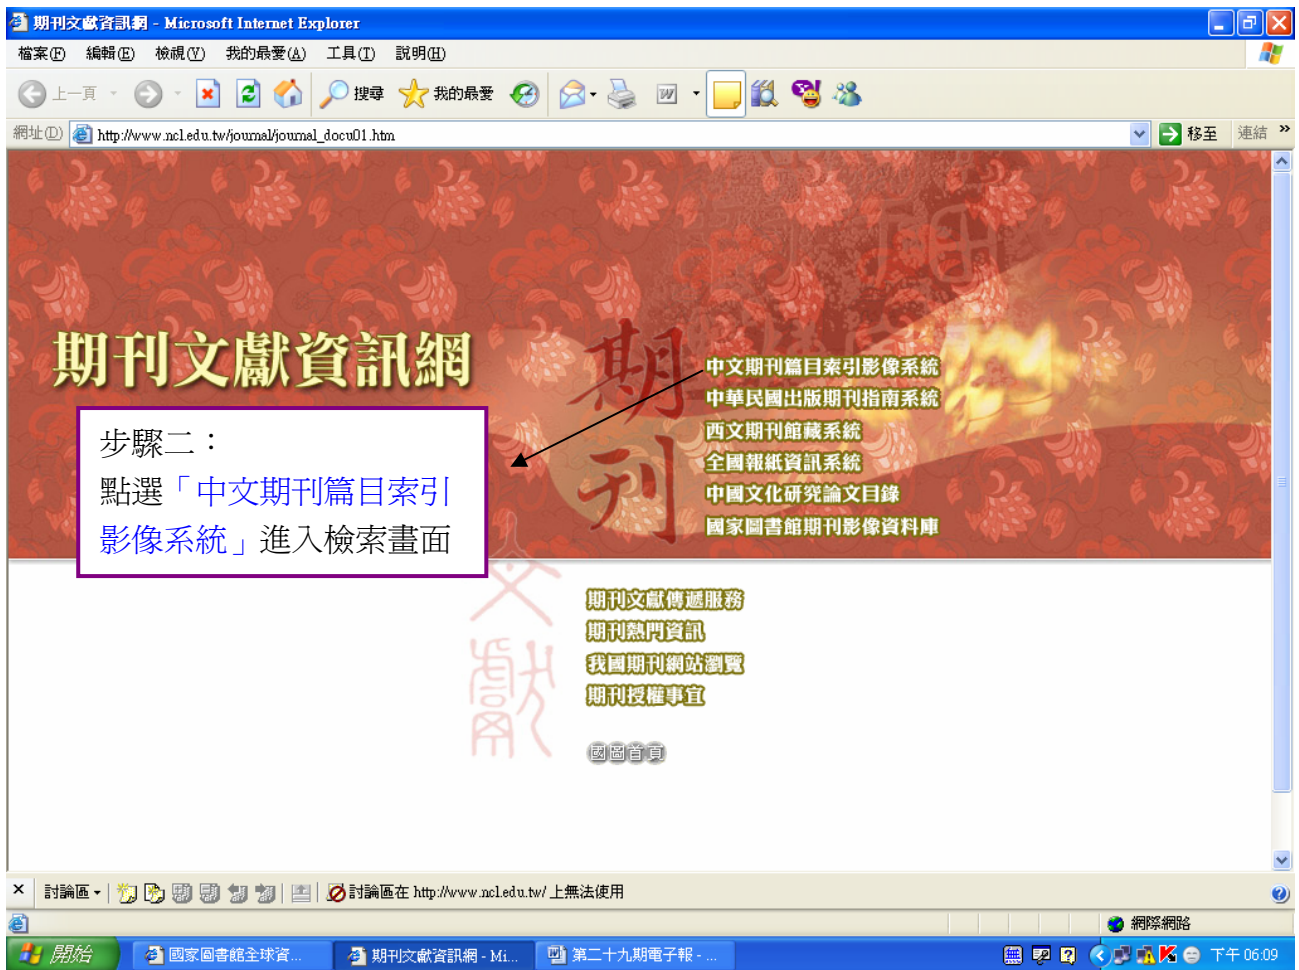 期刊文獻資訊網 - Microsoft Internet Explorer
檔案(F) 編輯(E) 檢視(V) 我的最愛(A) 工具(T) 說明(H)
上一頁 搜尋 我的最愛
網址(D) http://www.ncl.edu.tw/journal/journal_docu01.htm 移至 連結 »
期刊文獻資訊網
期刊
中文期刊篇目索引影像系統
中華民國出版期刊指南系統
西文期刊館藏系統
全國報紙資訊系統
中國文化研究論文目錄
國家圖書館期刊影像資料庫
步驟二：
點選「中文期刊篇目索引
影像系統」進入檢索畫面
文獻
期刊文獻傳遞服務
期刊熱門資訊
我國期刊網站瀏覽
期刊授權事宜
國圖首頁
討論區 討論區在 http://www.ncl.edu.tw/ 上無法使用
網際網路
開始 國家圖書館全球資... 期刊文獻資訊網 - Mi... 第二十九期電子報 - ... 下午 06:09